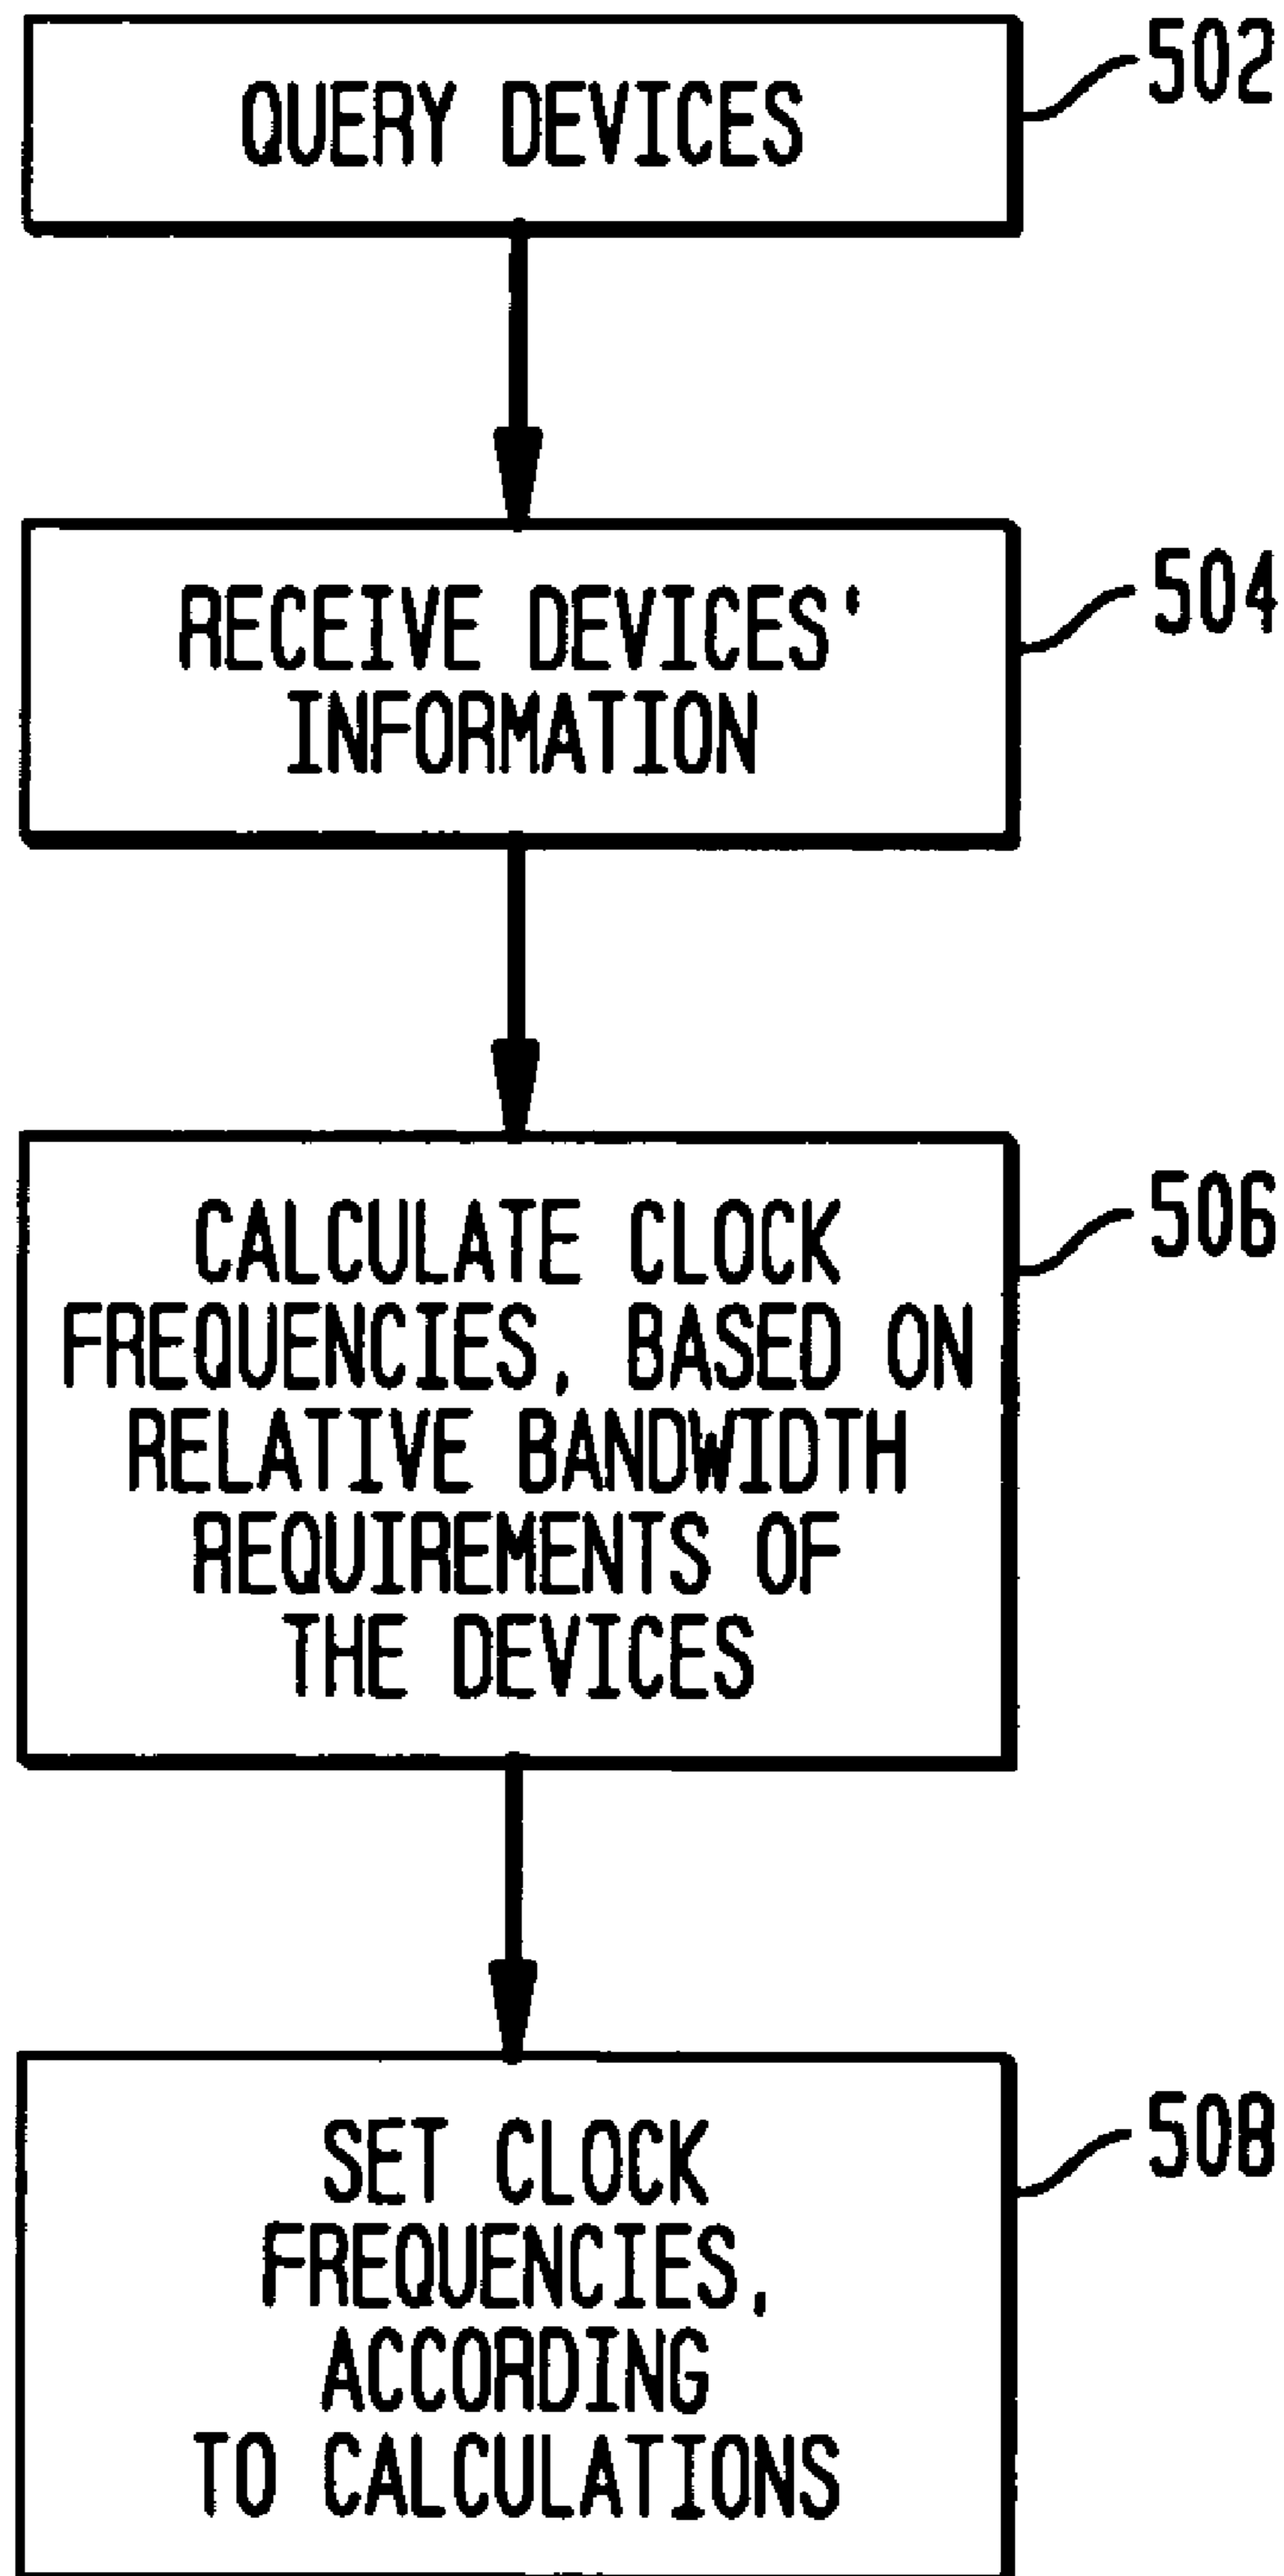 QUERY DEVICES
502
RECEIVE DEVICES'
INFORMATION
504
CALCULATE CLOCK
FREQUENCIES, BASED ON
RELATIVE BANDWIDTH
REQUIREMENTS OF
THE DEVICES
506
SET CLOCK
FREQUENCIES,
ACCORDING
TO CALCULATIONS
508